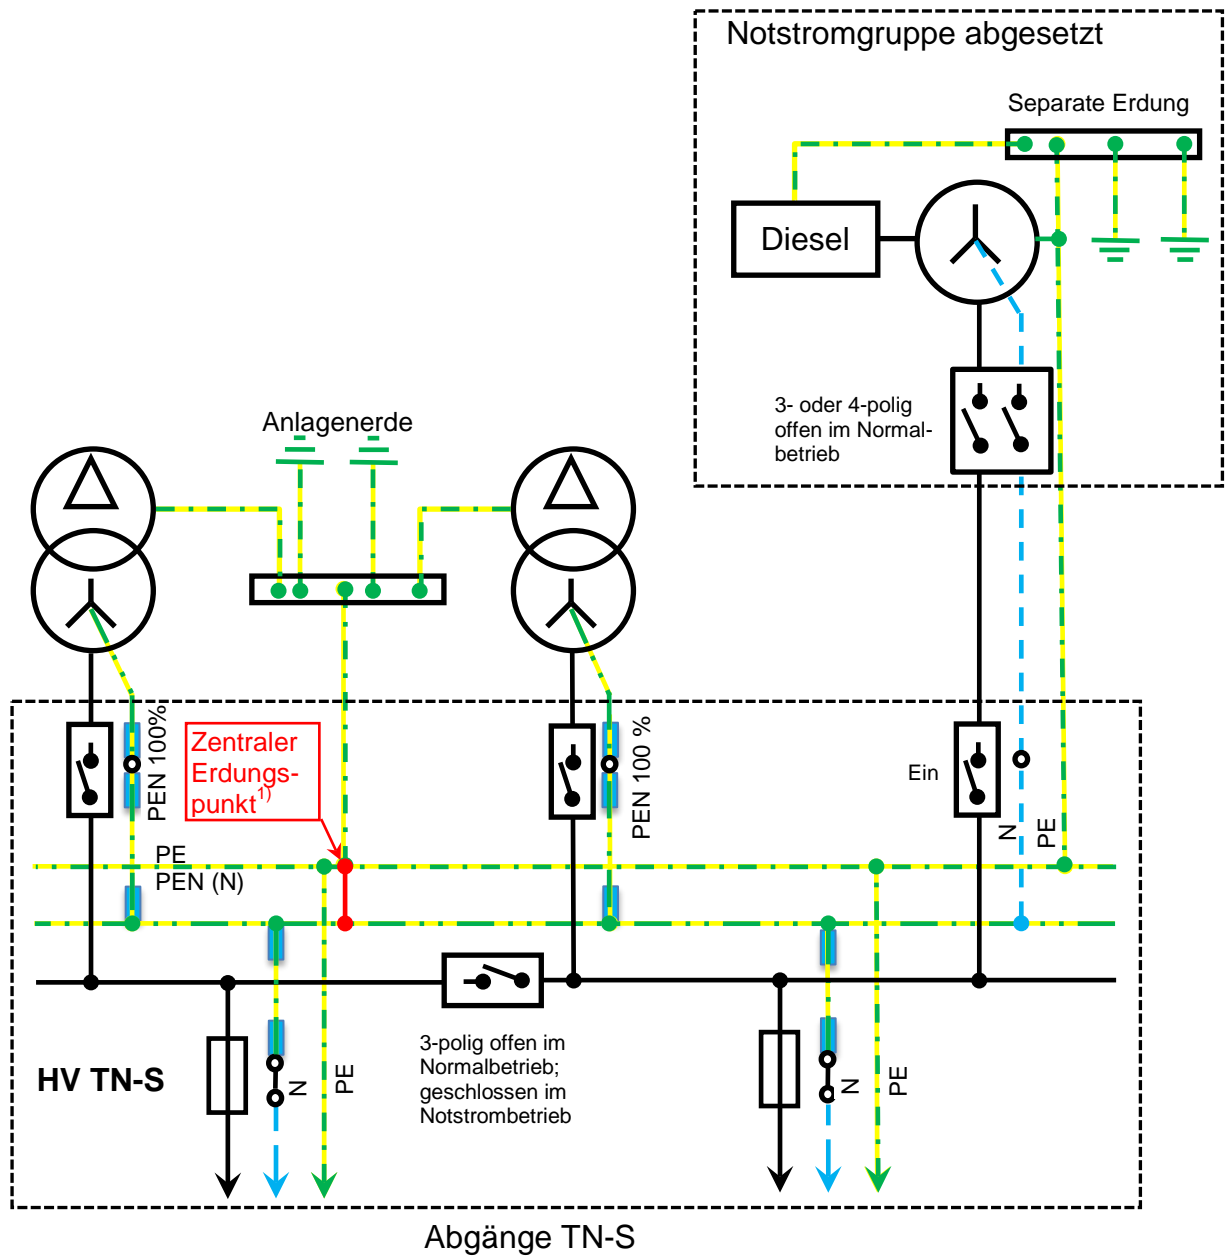 Notstromgruppe abgesetzt
Separate Erdung
Diesel
3- oder 4-polig
offen im Normal-
betrieb
Anlagenerde
PEN 100%
Zentraler
Erdungs-
punkt1)
PEN 100 %
Ein
N
PE
PE
PEN (N)
HV TN-S
N
PE
3-polig offen im
Normalbetrieb;
geschlossen im
Notstrombetrieb
N
PE
Abgänge TN-S